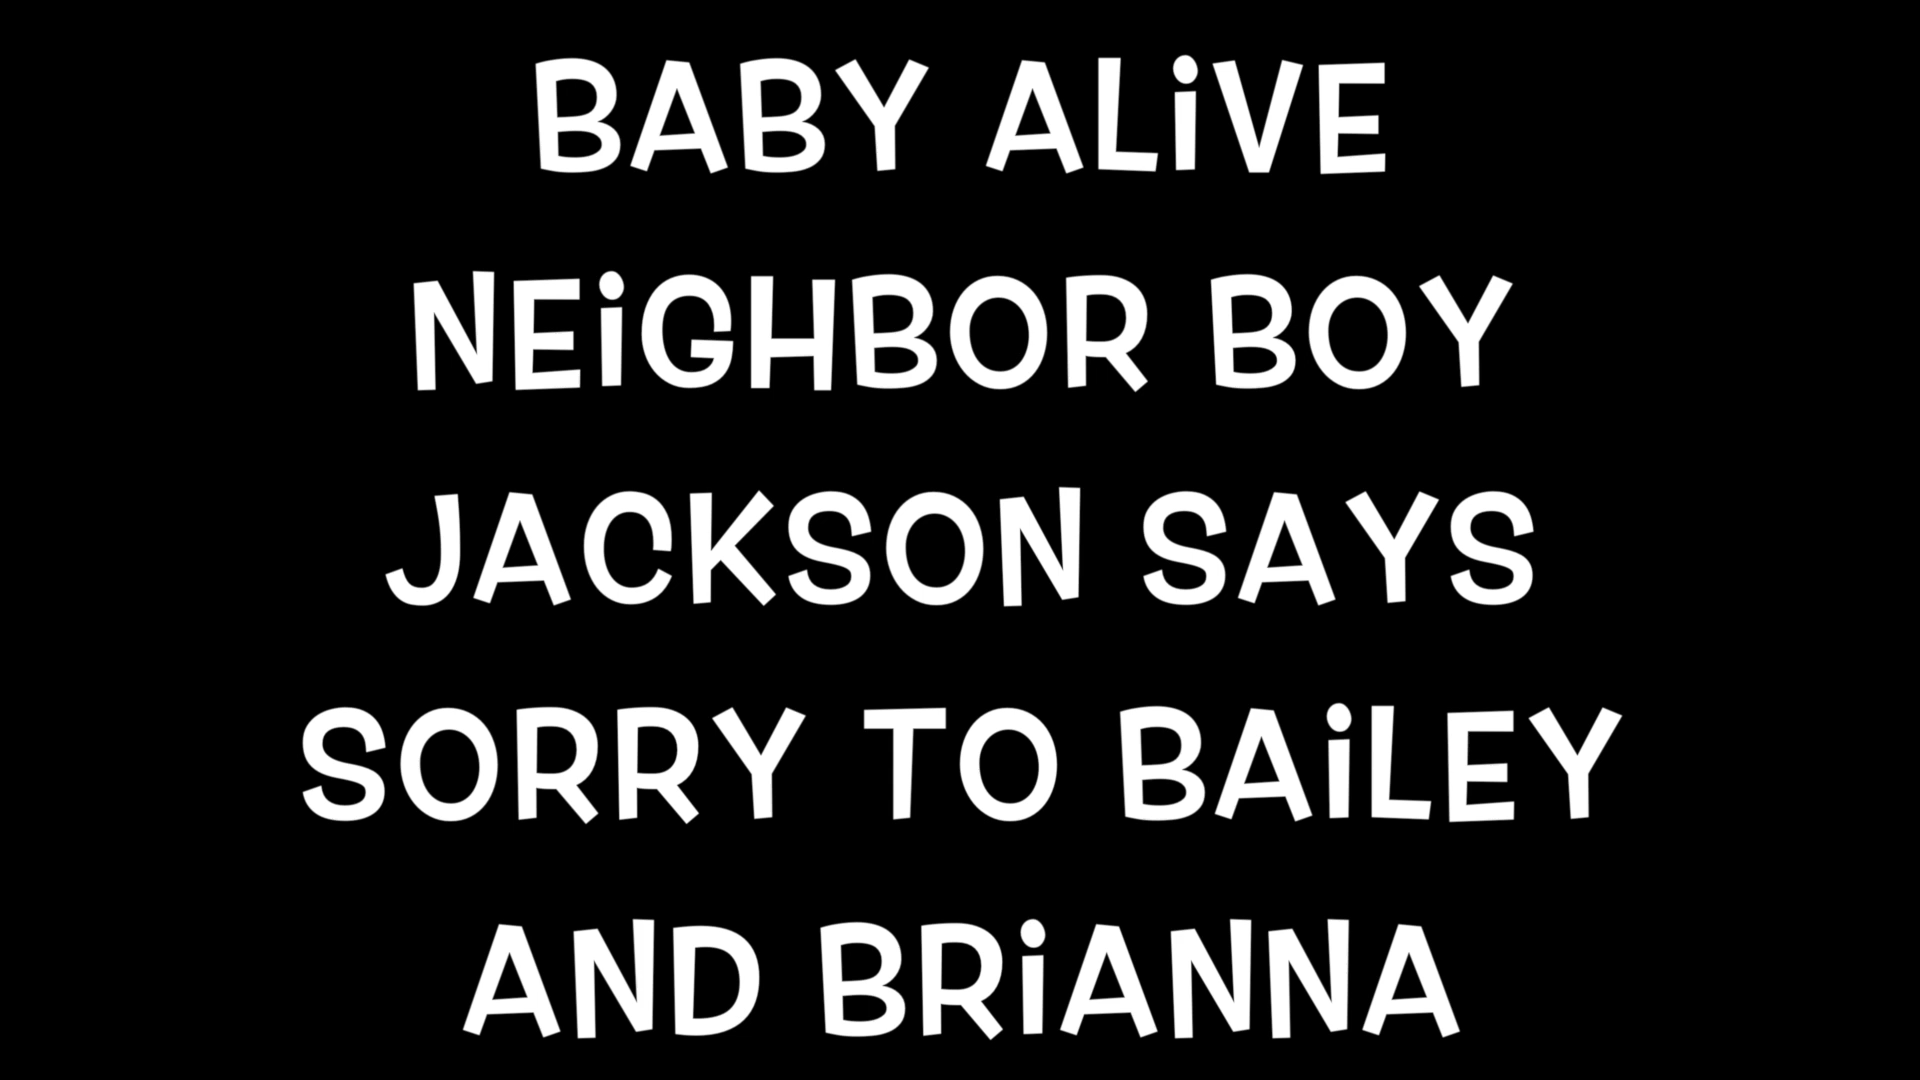 BABY ALiVE
NEiGHBOR BOY
JACKSON SAYS
SORRY TO BAiLEY
AND BRiANNA